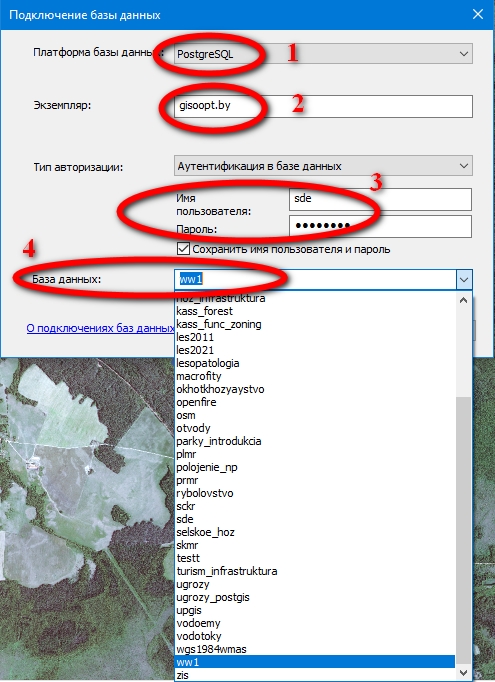 Подключение базы данных
Платформа базы данных:
PostgreSQL
1
Экземпляр:
gisoopt.by
2
Тип авторизации:
Аутентификация в базе данных
3
Имя
пользователя:
sde
Пароль:
Сохранить имя пользователя и пароль
4
База данных:
ww1
О подключениях баз данных
hoz_infrastruktura
kass_forest
kass_func_zoning
les2011
les2021
lesopatologia
macrofity
okhotkhozyaystvo
openfire
osm
otvody
parky_introdukcia
plmr
polojenie_np
prmr
rybolovstvo
sckr
sde
selskoe_hoz
skmr
testt
turism_infrastruktura
ugrozy
ugrozy_postgis
upgis
vodoemy
vodotoky
wgs1984wmas
ww1
zis